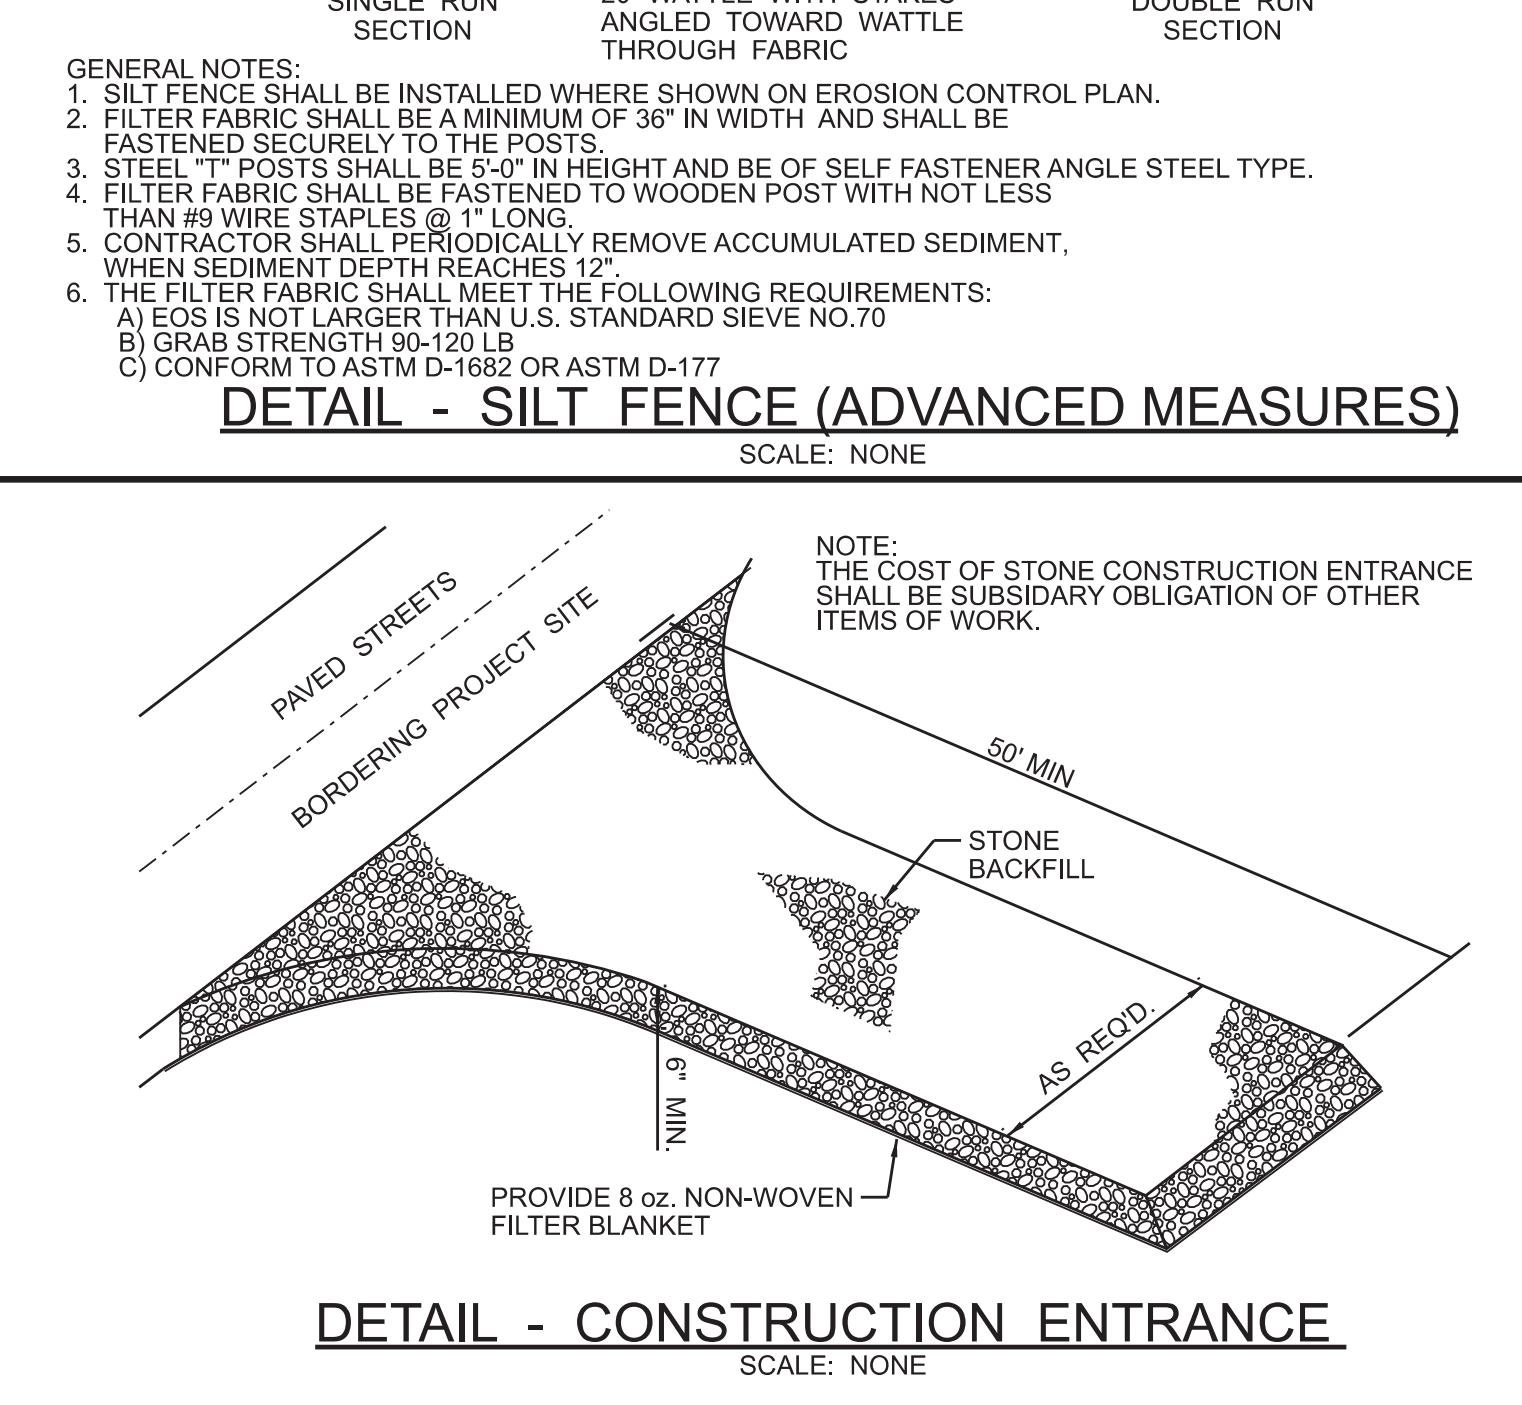 SINGLE RUN
SECTION
20" WATTLE WITH STAKES
ANGLED TOWARD WATTLE
THROUGH FABRIC
DOUBLE RUN
SECTION
GENERAL NOTES:
1. SILT FENCE SHALL BE INSTALLED WHERE SHOWN ON EROSION CONTROL PLAN.
2. FILTER FABRIC SHALL BE A MINIMUM OF 36" IN WIDTH AND SHALL BE
FASTENED SECURELY TO THE POSTS.
3. STEEL "T" POSTS SHALL BE 5'-0" IN HEIGHT AND BE OF SELF FASTENER ANGLE STEEL TYPE.
4. FILTER FABRIC SHALL BE FASTENED TO WOODEN POST WITH NOT LESS
THAN #9 WIRE STAPLES @ 1" LONG.
5. CONTRACTOR SHALL PERIODICALLY REMOVE ACCUMULATED SEDIMENT,
WHEN SEDIMENT DEPTH REACHES 12".
6. THE FILTER FABRIC SHALL MEET THE FOLLOWING REQUIREMENTS:
A) EOS IS NOT LARGER THAN U.S. STANDARD SIEVE NO.70
B) GRAB STRENGTH 90-120 LB
C) CONFORM TO ASTM D-1682 OR ASTM D-177
DETAIL - SILT FENCE (ADVANCED MEASURES)
SCALE: NONE
NOTE:
THE COST OF STONE CONSTRUCTION ENTRANCE
SHALL BE SUBSIDARY OBLIGATION OF OTHER
ITEMS OF WORK.
PAVED STREETS
BORDERING PROJECT SITE
50' MIN
STONE
BACKFILL
AS REQ'D.
6" MIN.
PROVIDE 8 oz. NON-WOVEN
FILTER BLANKET
DETAIL - CONSTRUCTION ENTRANCE
SCALE: NONE